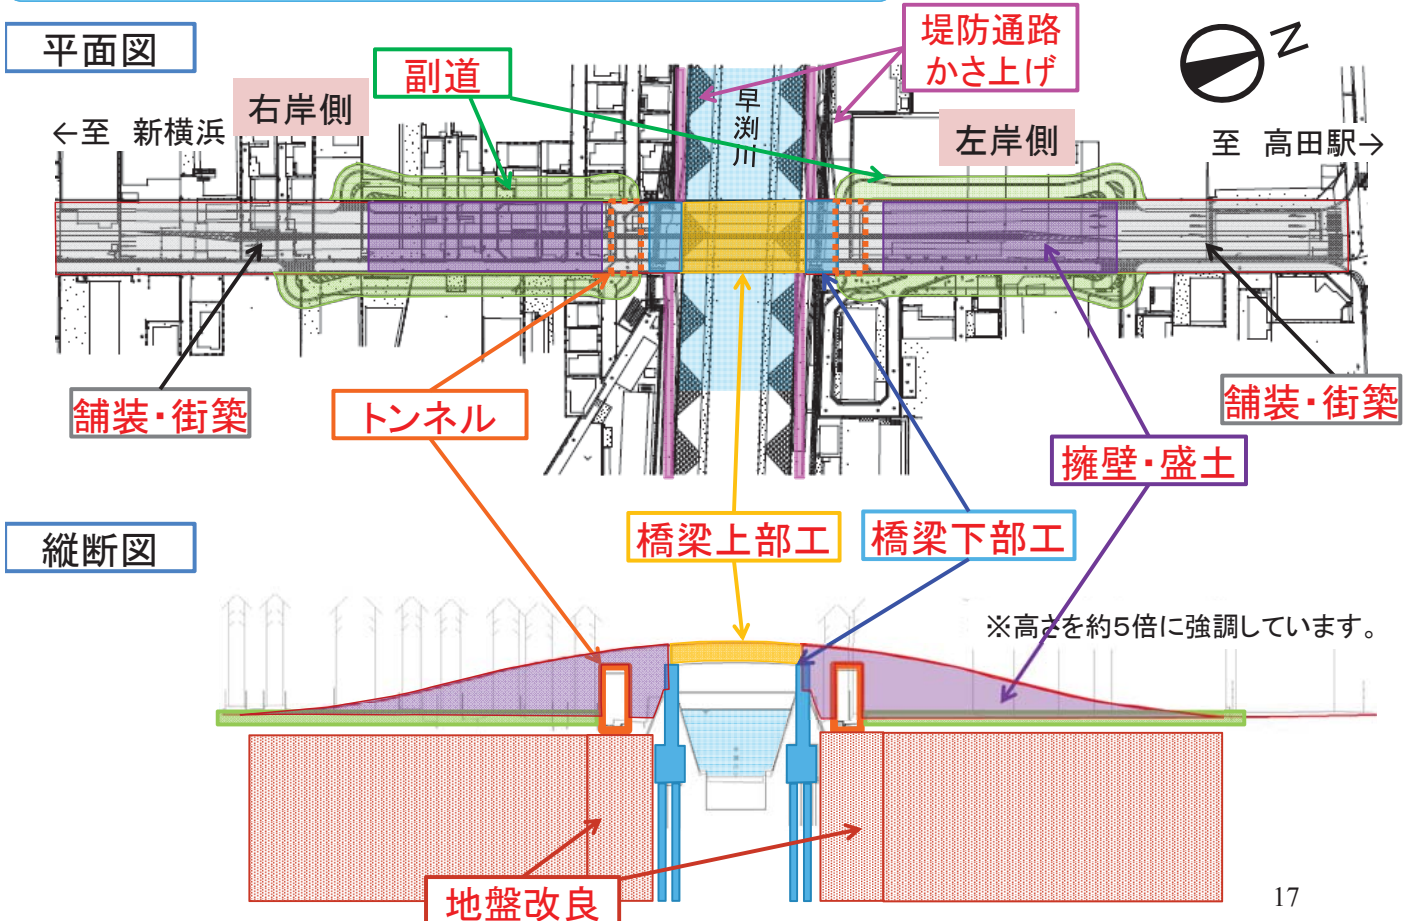 平面図
堤防通路
かさ上げ
N
副道
右岸側
早渕川
左岸側
←至 新横浜
至 高田駅→
舗装・街築
トンネル
舗装・街築
擁壁・盛土
橋梁上部工
橋梁下部工
縦断図
※高さを約5倍に強調しています。
地盤改良
17